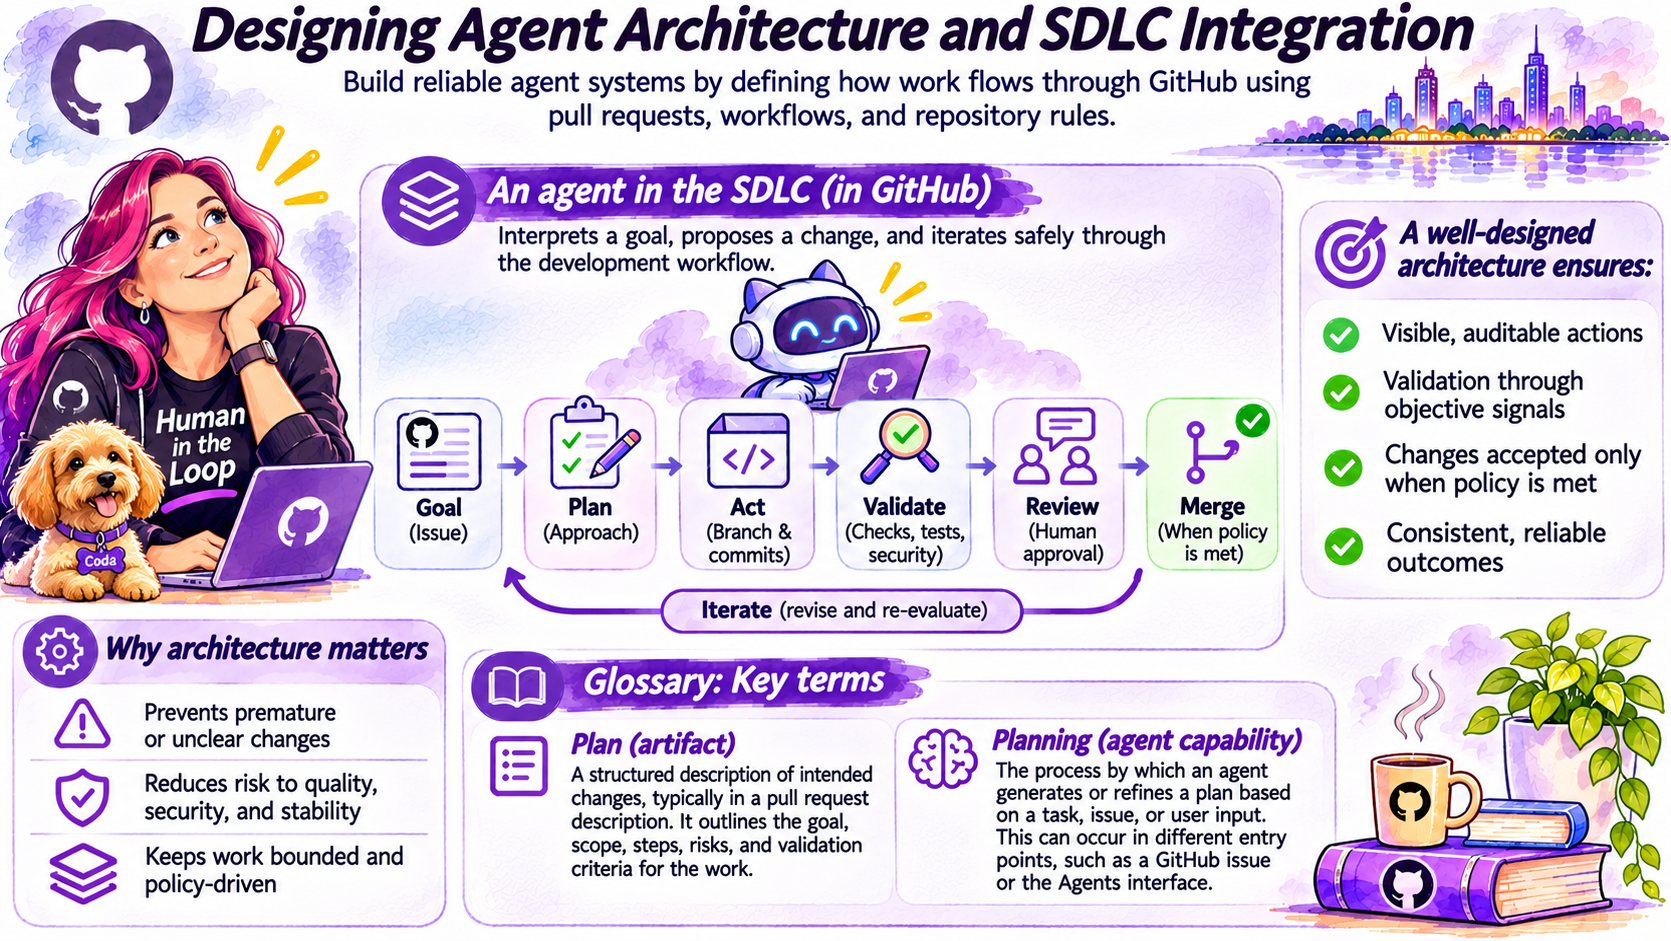 Designing Agent Architecture and SDLC Integration
Build reliable agent systems by defining how work flows through GitHub using
pull requests, workflows, and repository rules.
An agent in the SDLC (in GitHub)
Interprets a goal, proposes a change, and iterates safely through
the development workflow.
Human
in the
Loop
Coda
Goal
(Issue)
Plan
(Approach)
Act
(Branch &
commits)
Validate
(Checks, tests,
security)
Review
(Human
approval)
Merge
(When policy
is met)
Iterate (revise and re-evaluate)
A well-designed
architecture ensures:
Visible, auditable actions
Validation through
objective signals
Changes accepted only
when policy is met
Consistent, reliable
outcomes
Why architecture matters
Prevents premature
or unclear changes
Reduces risk to quality,
security, and stability
Keeps work bounded and
policy-driven
Glossary: Key terms
Plan (artifact)
A structured description of intended
changes, typically in a pull request
description. It outlines the goal,
scope, steps, risks, and validation
criteria for the work.
Planning (agent capability)
The process by which an agent
generates or refines a plan based
on a task, issue, or user input.
This can occur in different entry
points, such as a GitHub issue
or the Agents interface.